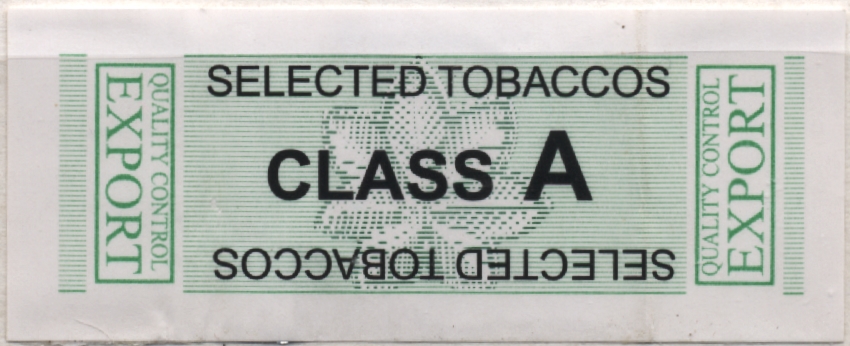 QUALITY CONTROL
EXPORT
SELECTED TOBACCOS
CLASS A
SELECTED TOBACCOS
QUALITY CONTROL
EXPORT